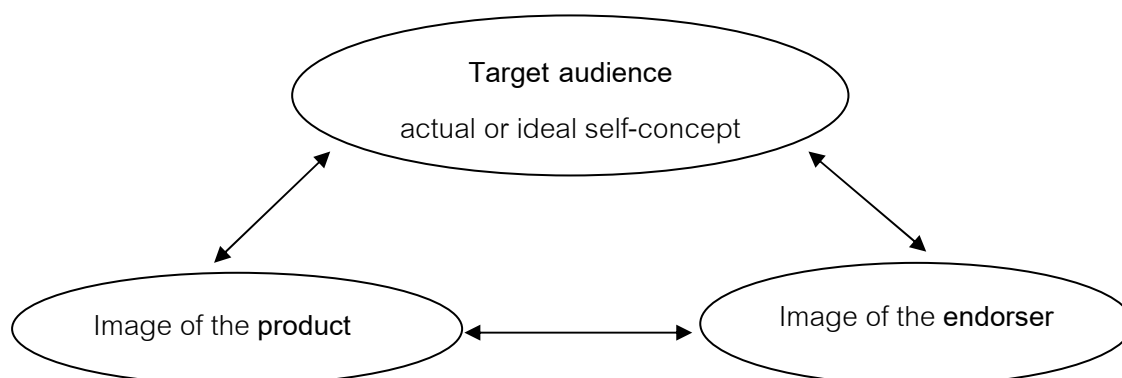 Target audience
actual or ideal self-concept
Image of the product
Image of the endorser